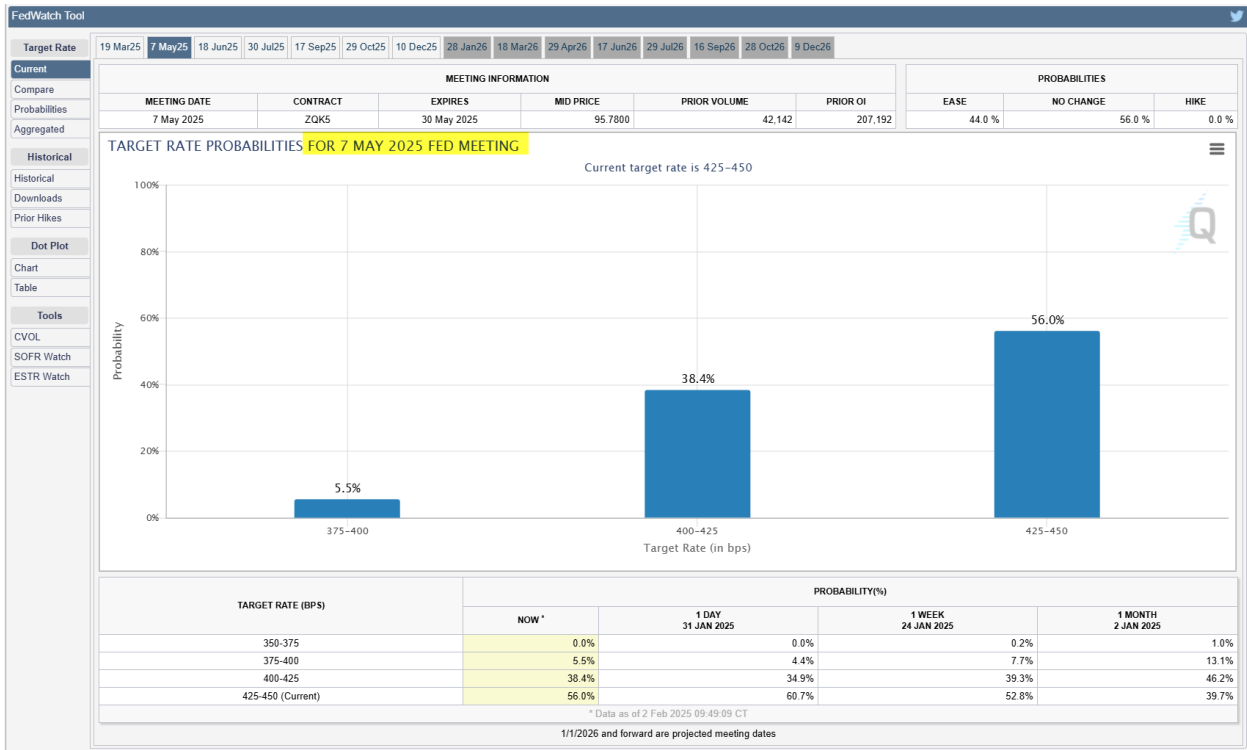 FedWatch Tool
Target Rate
Current
Compare
Probabilities
Aggregated
Historical
Historical
Downloads
Prior Hikes
Dot Plot
Chart
Table
Tools
CVOL
SOFR Watch
ESTR Watch
19 Mar25 7 May25 18 Jun25 30 Jul25 17 Sep25 29 Oct25 10 Dec25 28 Jan26 18 Mar26 29 Apr26 17 Jun26 29 Jul26 16 Sep26 28 Oct26 9 Dec26
MEETING INFORMATION PROBABILITIES
MEETING DATE CONTRACT EXPIRES MID PRICE PRIOR VOLUME PRIOR OI EASE NO CHANGE HIKE
7 May 2025 ZQK5 30 May 2025 95.7800 42,142 207,192 44.0 % 56.0 % 0.0 %
TARGET RATE PROBABILITIES FOR 7 MAY 2025 FED MEETING
Current target rate is 425–450
Q
Probability
100%
80%
60%
40%
20%
0%
5.5%
38.4%
56.0%
375–400 400–425 425–450
Target Rate (in bps)
TARGET RATE (BPS) PROBABILITY(%)
NOW * 1 DAY 31 JAN 2025 1 WEEK 24 JAN 2025 1 MONTH 2 JAN 2025
350-375 0.0% 0.0% 0.2% 1.0%
375-400 5.5% 4.4% 7.7% 13.1%
400-425 38.4% 34.9% 39.3% 46.2%
425-450 (Current) 56.0% 60.7% 52.8% 39.7%
* Data as of 2 Feb 2025 09:49:09 CT
1/1/2026 and forward are projected meeting dates